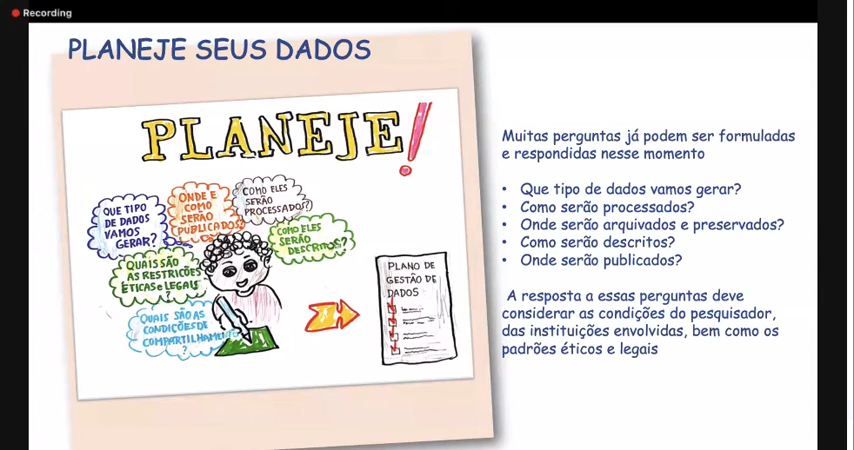 Recording
PLANEJE SEUS DADOS
PLANEJE!
QUE TIPO
DE DADOS
VAMOS
GERAR?
ONDE E
COMO
SERÃO
PUBLICADOS?
COMO ELES
SERÃO
PROCESSADOS?
COMO ELES
SERÃO
DESCRITOS?
QUAIS SÃO
AS RESTRIÇÕES
ÉTICAS e LEGAIS
?
QUAIS SÃO AS
CONDIÇÕES DE
COMPARTILHAMENTO
?
PLANO DE
GESTÃO DE
DADOS
Muitas perguntas já podem ser formuladas
e respondidas nesse momento
• Que tipo de dados vamos gerar?
• Como serão processados?
• Onde serão arquivados e preservados?
• Como serão descritos?
• Onde serão publicados?
A resposta a essas perguntas deve
considerar as condições do pesquisador,
das instituições envolvidas, bem como os
padrões éticos e legais